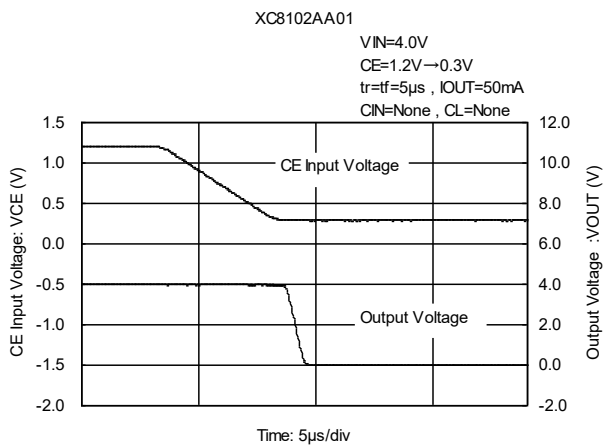 XC8102AA01
VIN=4.0V
CE=1.2V→0.3V
tr=tf=5µs , IOUT=50mA
CIN=None , CL=None
CE Input Voltage: VCE (V)
1.5
1.0
0.5
0.0
-0.5
-1.0
-1.5
-2.0
CE Input Voltage
Output Voltage
12.0
10.0
8.0
6.0
4.0
2.0
0.0
-2.0
Output Voltage :VOUT (V)
Time: 5µs/div